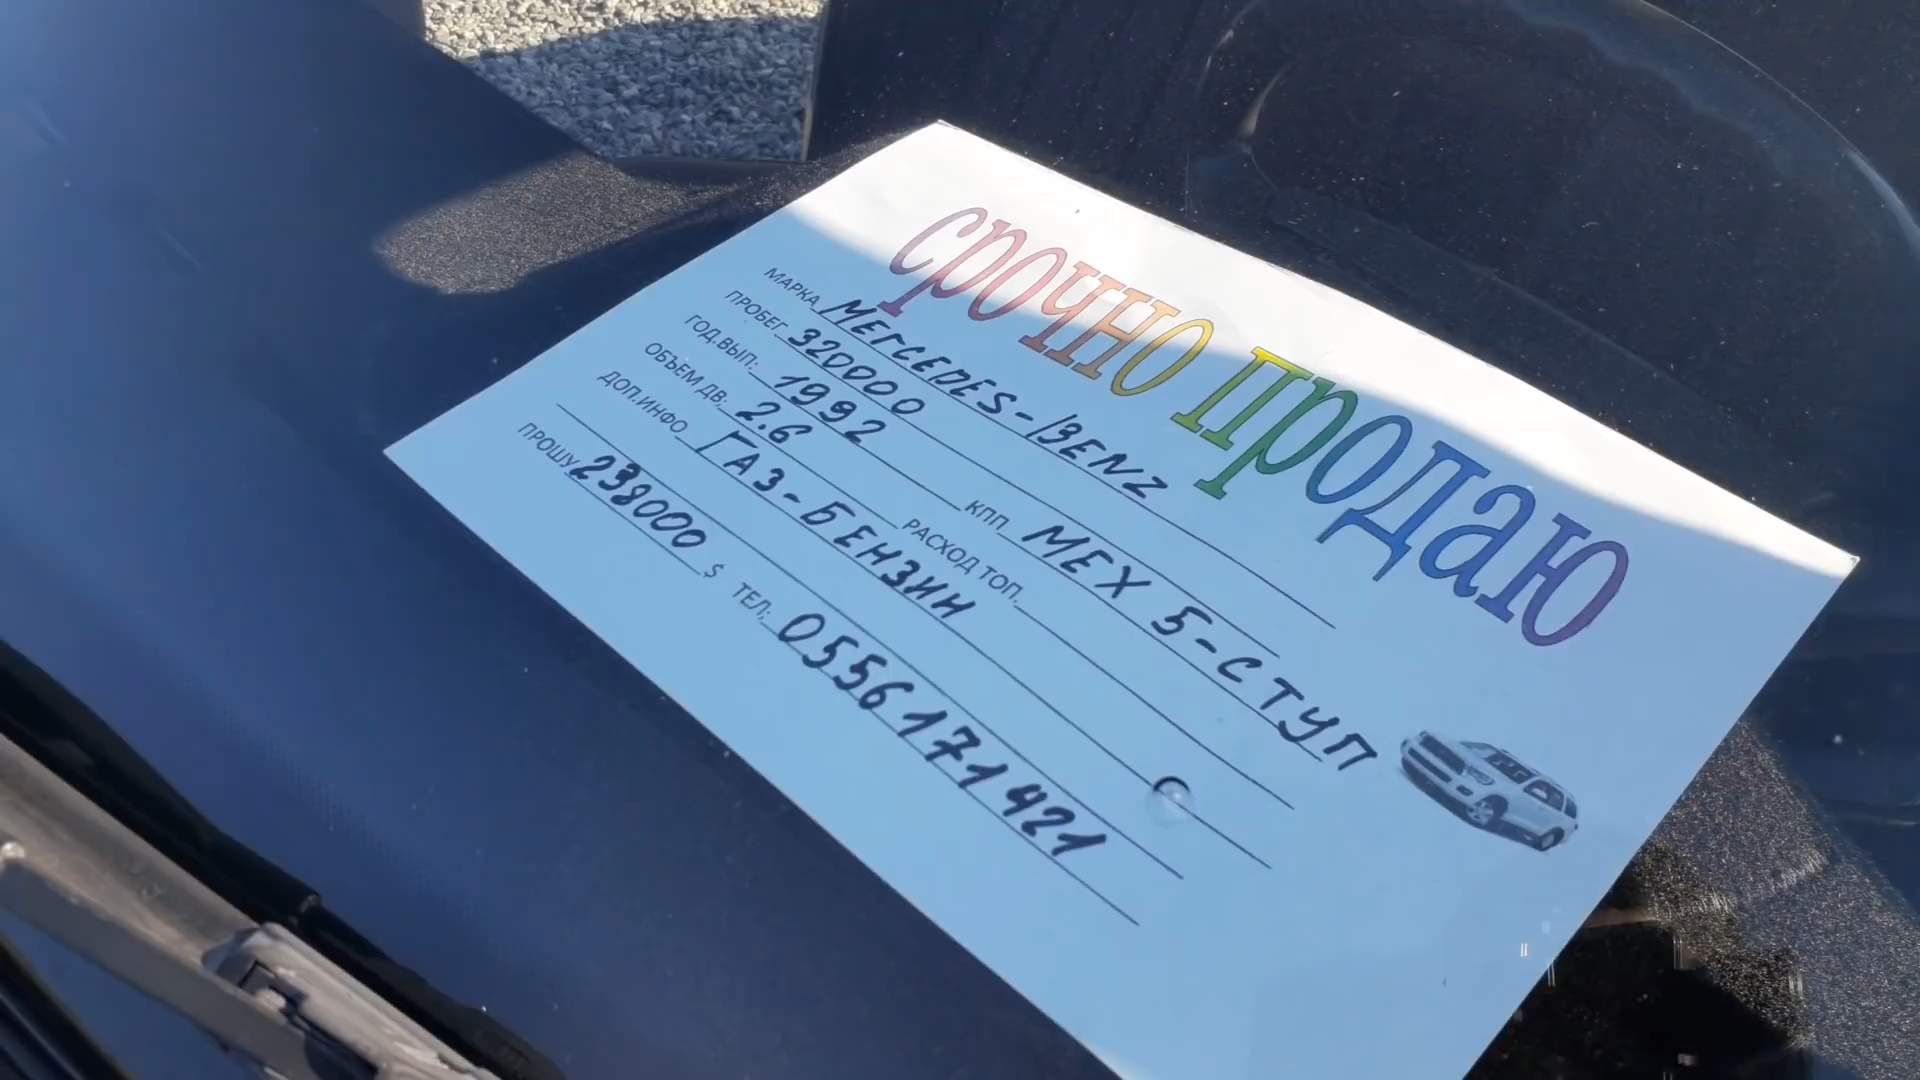 срочно продаю
МАРКА MErCEDES-BENZ
ПРОБЕГ 32000
ГОД.ВЫП: 1992 КПП МЕХ 5-СТУП
ОБЪЕМ ДВ. 2.6 РАСХОД ТОП.
ДОП.ИНФО ГАЗ-БЕНЗИН
ПРОШУ 238000 $ ТЕЛ: 0556171421